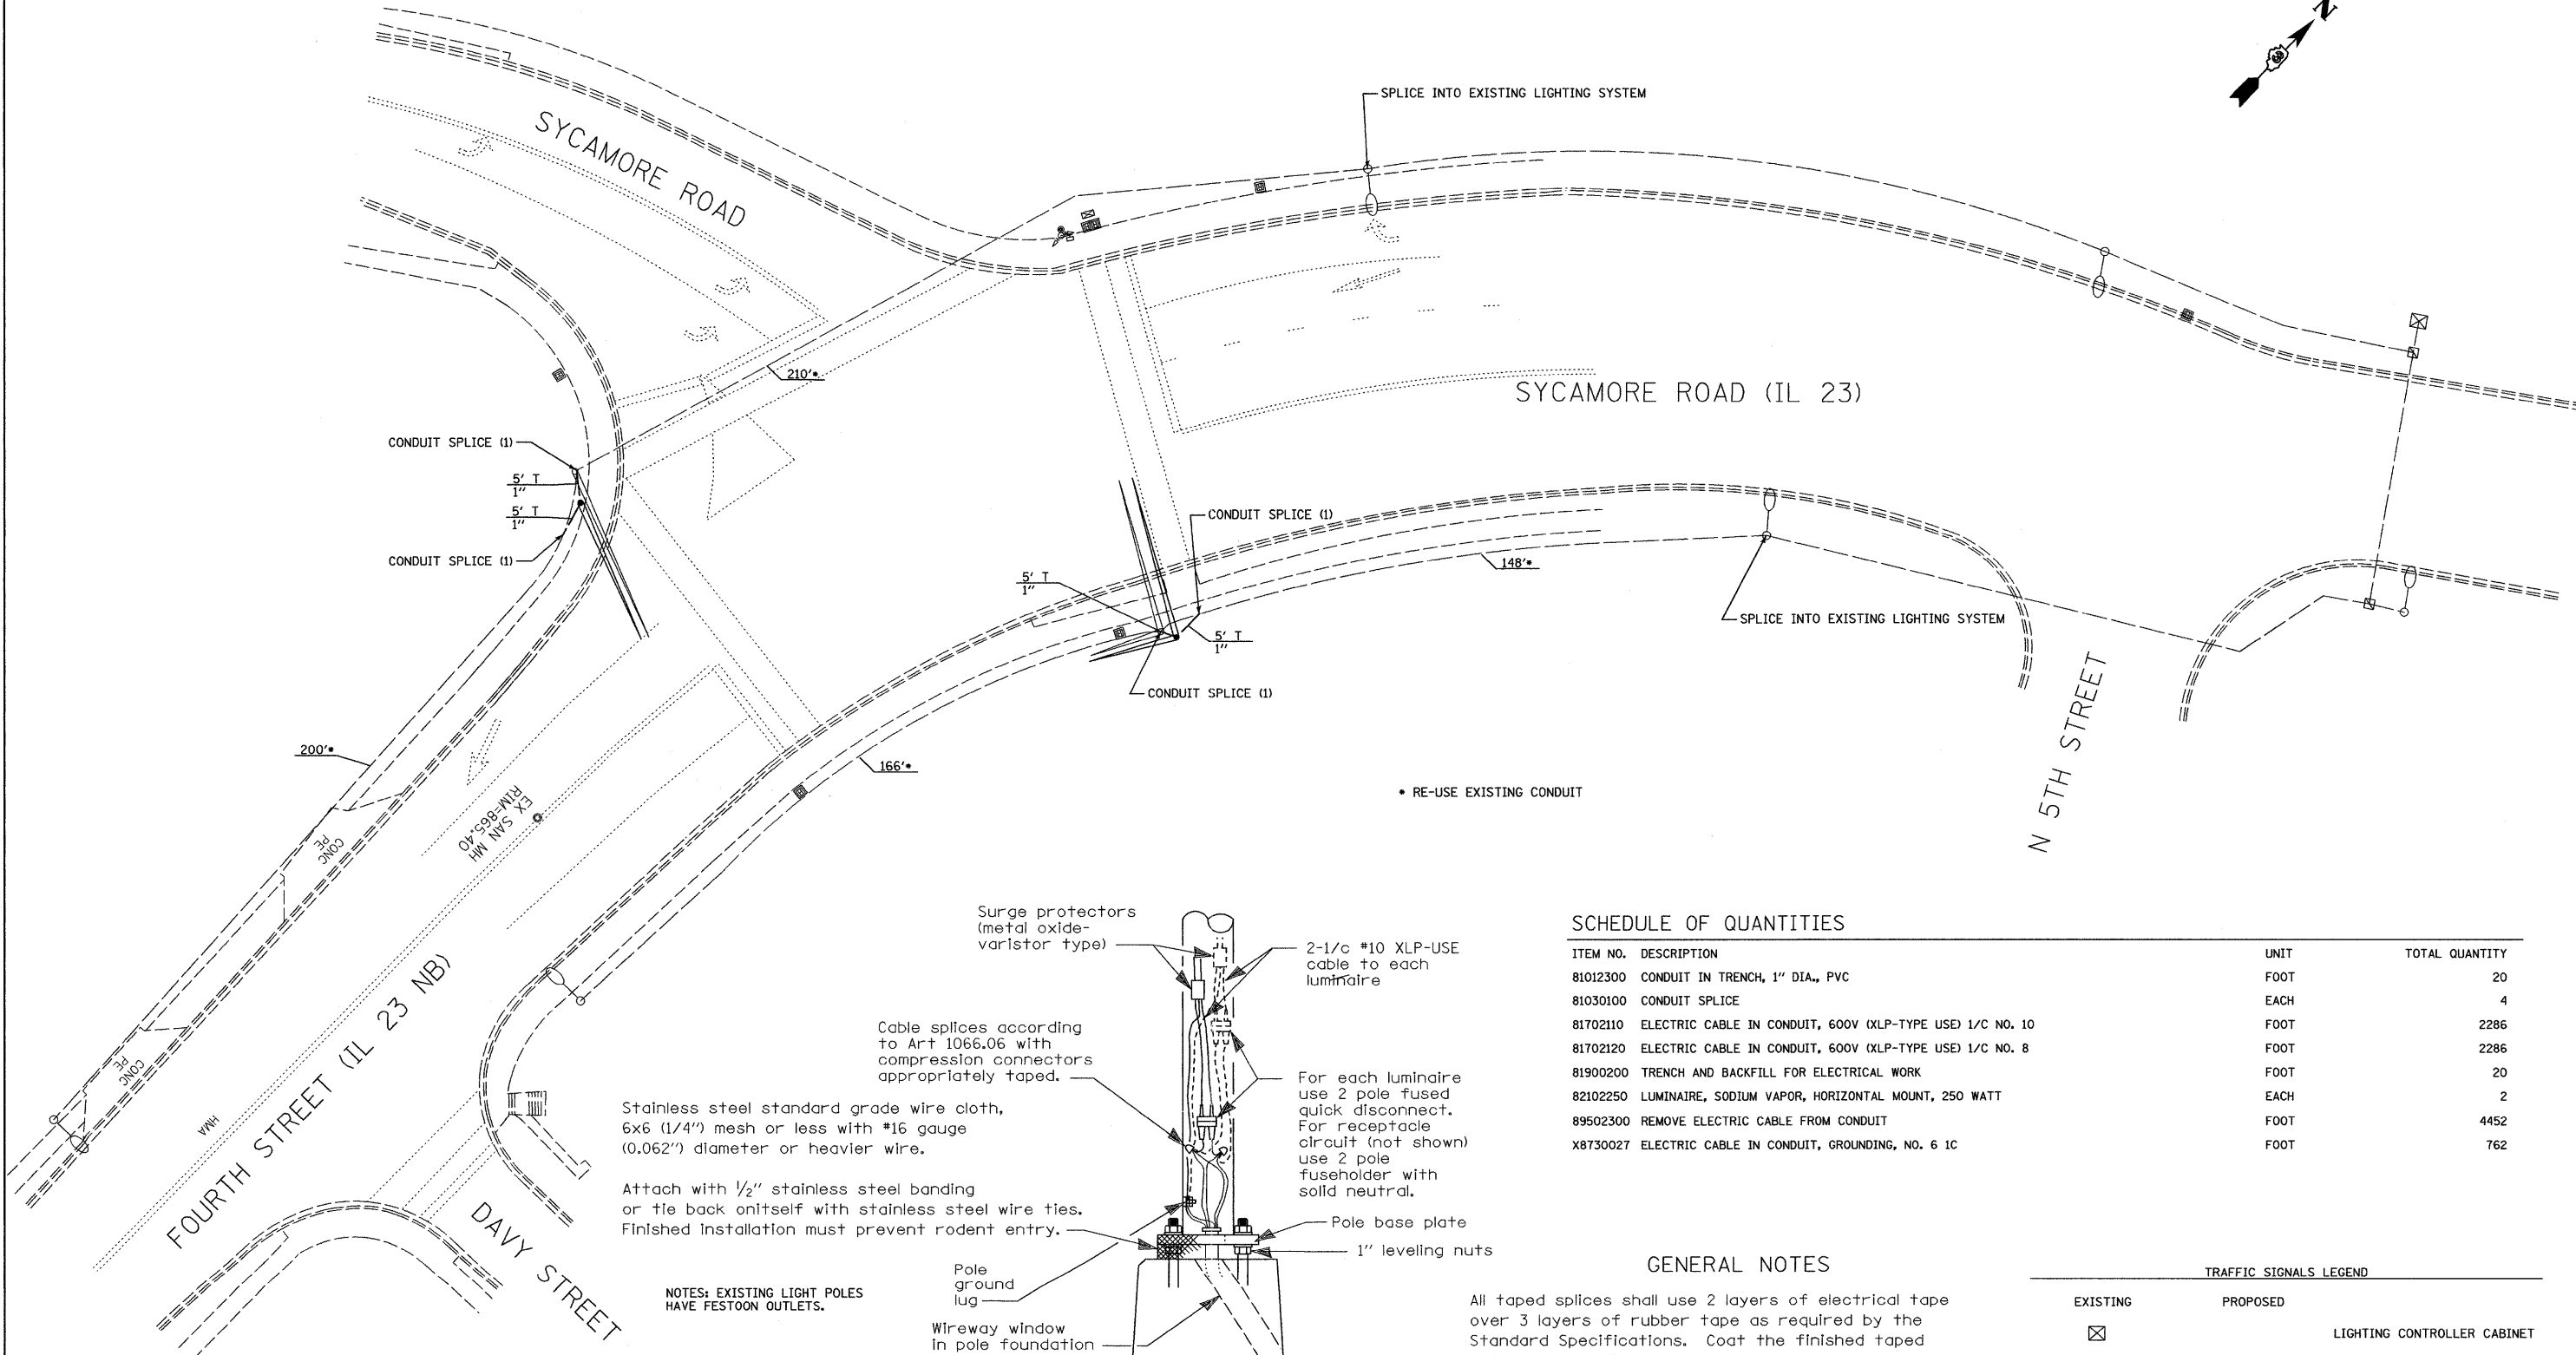 N
SPLICE INTO EXISTING LIGHTING SYSTEM
SYCAMORE ROAD
210'*
SYCAMORE ROAD (IL 23)
CONDUIT SPLICE (1)
5' T
1"
5' T
1"
CONDUIT SPLICE (1)
CONDUIT SPLICE (1)
5' T
1"
148'*
SPLICE INTO EXISTING LIGHTING SYSTEM
5' T
1"
CONDUIT SPLICE (1)
N 5TH STREET
200'*
166'*
* RE-USE EXISTING CONDUIT
EX SAN MH
RIM=865.40
CONC
PE
CONC
PE
HMA
FOURTH STREET (IL 23 NB)
DAVY STREET
Surge protectors
(metal oxide-
varistor type)
2-1/c #10 XLP-USE
cable to each
luminaire
Cable splices according
to Art 1066.06 with
compression connectors
appropriately taped.
For each luminaire
use 2 pole fused
quick disconnect.
For receptacle
circuit (not shown)
use 2 pole
fuseholder with
solid neutral.
Stainless steel standard grade wire cloth,
6x6 (1/4") mesh or less with #16 gauge
(0.062") diameter or heavier wire.
Attach with 1/2" stainless steel banding
or tie back onitself with stainless steel wire ties.
Finished installation must prevent rodent entry.
Pole base plate
1" leveling nuts
Pole
ground
lug
Wireway window
in pole foundation
NOTES: EXISTING LIGHT POLES
HAVE FESTOON OUTLETS.
SCHEDULE OF QUANTITIES
ITEM NO. DESCRIPTION UNIT TOTAL QUANTITY
81012300 CONDUIT IN TRENCH, 1" DIA., PVC FOOT 20
81030100 CONDUIT SPLICE EACH 4
81702110 ELECTRIC CABLE IN CONDUIT, 600V (XLP-TYPE USE) 1/C NO. 10 FOOT 2286
81702120 ELECTRIC CABLE IN CONDUIT, 600V (XLP-TYPE USE) 1/C NO. 8 FOOT 2286
81900200 TRENCH AND BACKFILL FOR ELECTRICAL WORK FOOT 20
82102250 LUMINAIRE, SODIUM VAPOR, HORIZONTAL MOUNT, 250 WATT EACH 2
89502300 REMOVE ELECTRIC CABLE FROM CONDUIT FOOT 4452
X8730027 ELECTRIC CABLE IN CONDUIT, GROUNDING, NO. 6 1C FOOT 762
GENERAL NOTES
All taped splices shall use 2 layers of electrical tape
over 3 layers of rubber tape as required by the
Standard Specifications. Coat the finished taped
TRAFFIC SIGNALS LEGEND
EXISTING PROPOSED
LIGHTING CONTROLLER CABINET